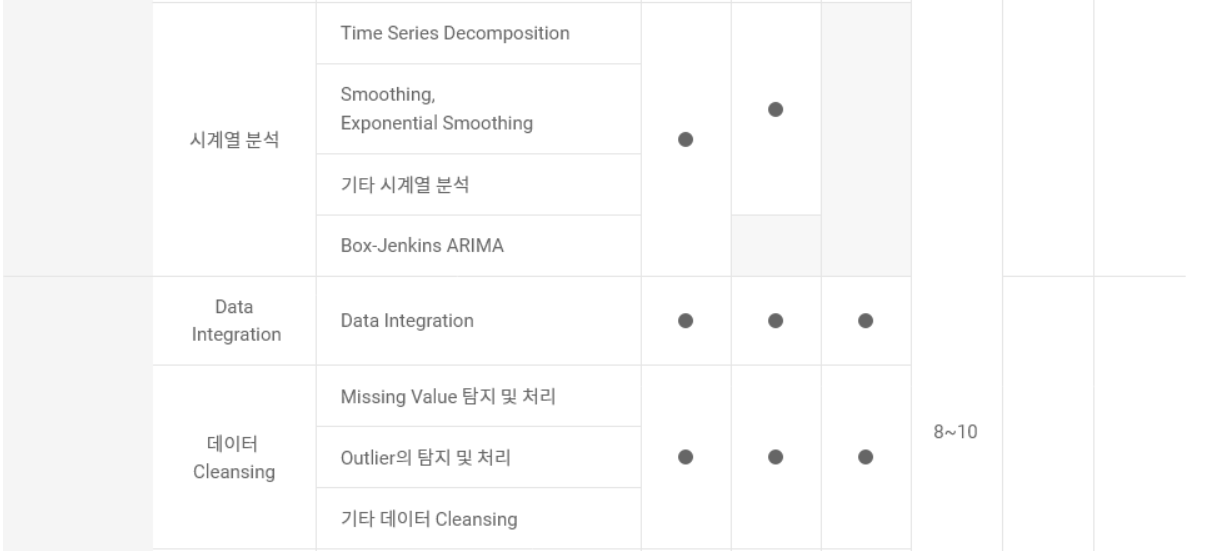 시계열 분석
Time Series Decomposition
Smoothing,
Exponential Smoothing
기타 시계열 분석
Box-Jenkins ARIMA
Data
Integration
Data Integration
데이터
Cleansing
Missing Value 탐지 및 처리
Outlier의 탐지 및 처리
기타 데이터 Cleansing
8~10